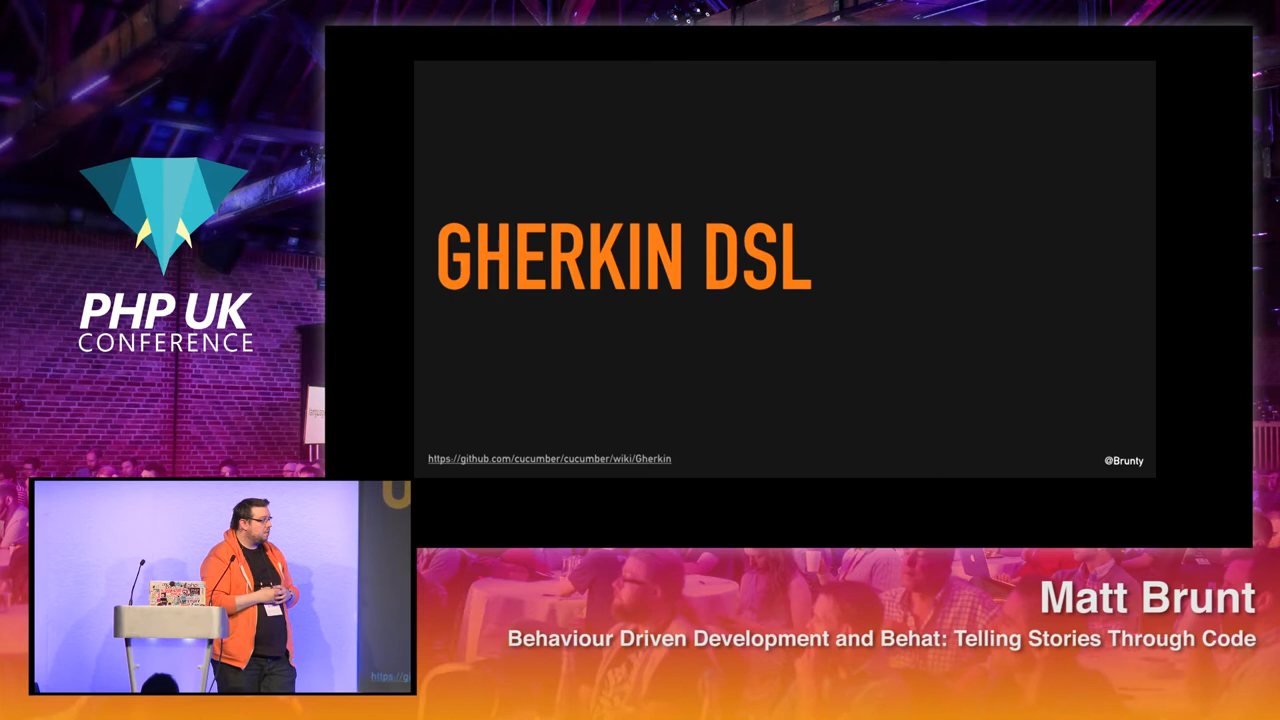 GHERKIN DSL
https://github.com/cucumber/cucumber/wiki/Gherkin
@Brunty
PHP UK
CONFERENCE
https://g
Matt Brunt
Behaviour Driven Development and Behat: Telling Stories Through Code